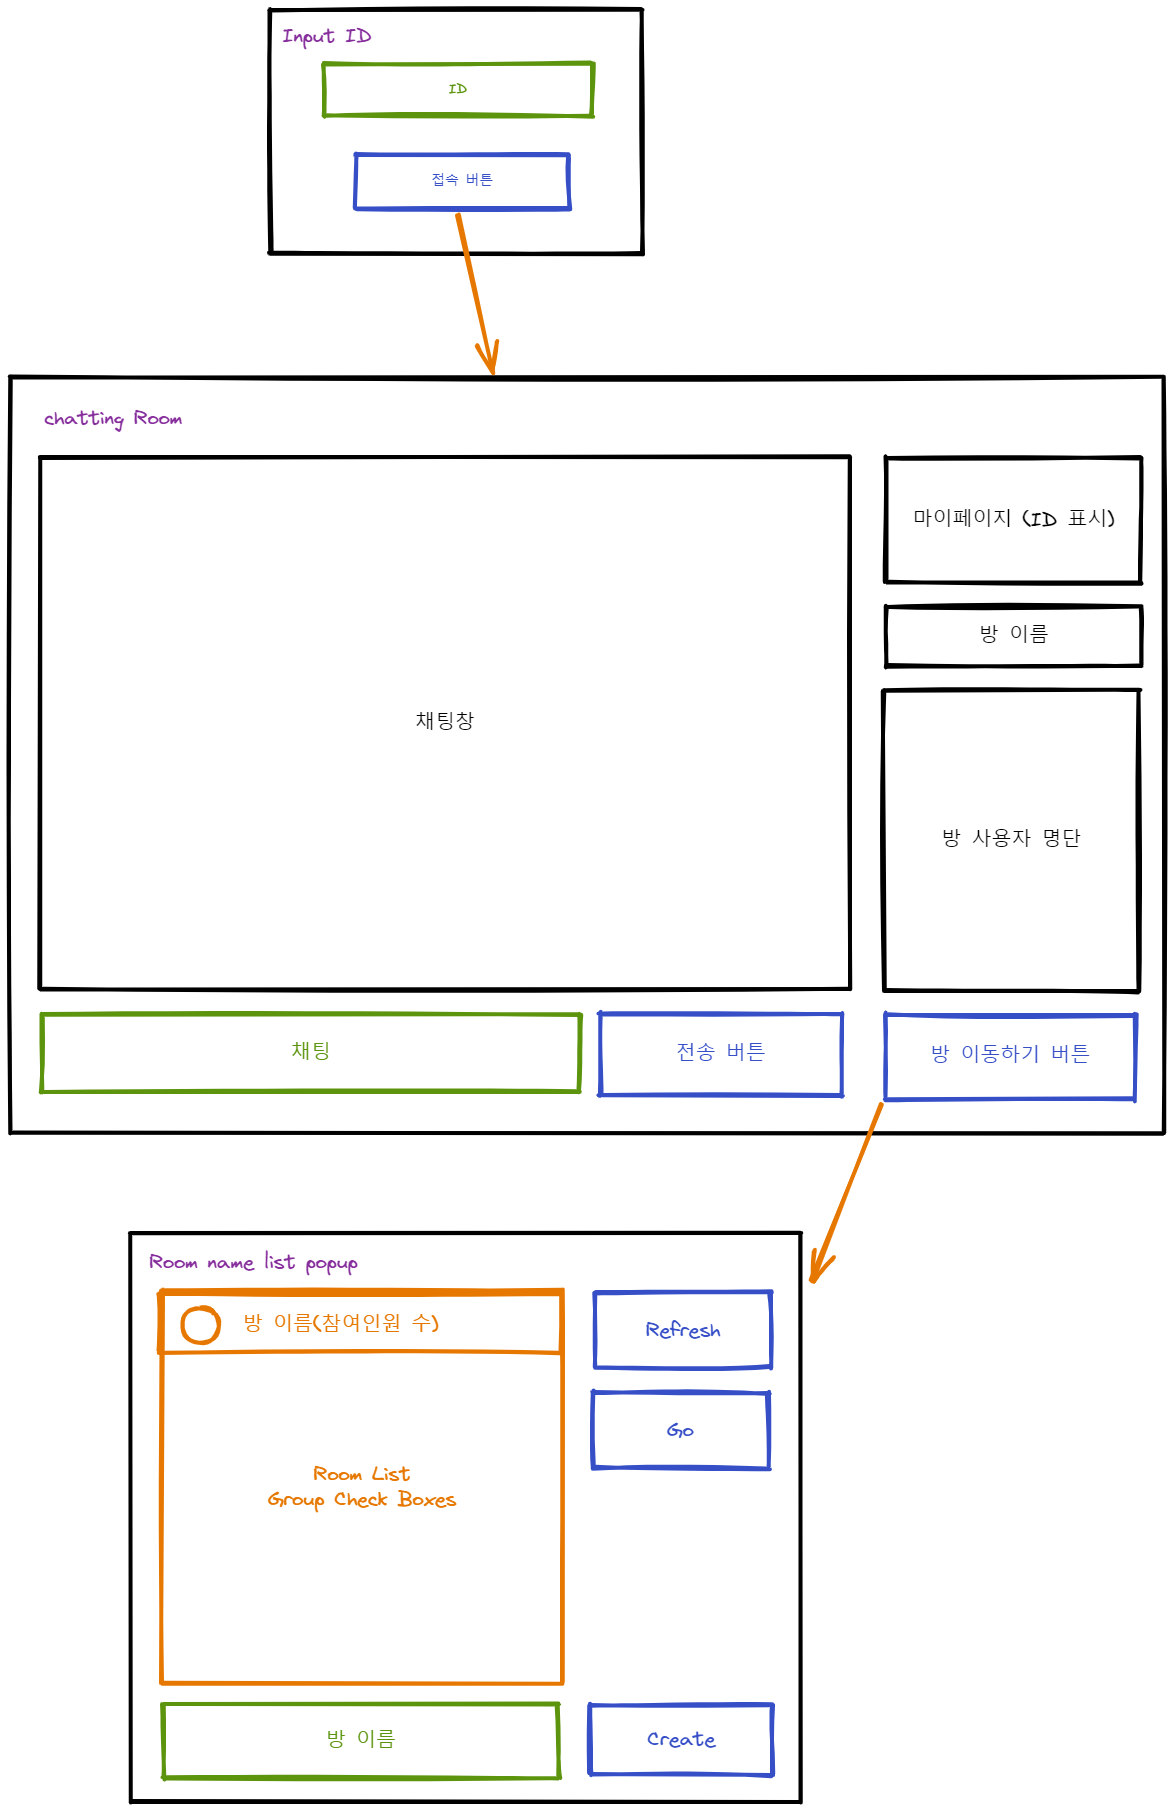 Input ID
ID
접속 버튼
chatting Room
마이페이지 (ID 표시)
방 이름
채팅창
방 사용자 명단
채팅
전송 버튼
방 이동하기 버튼
Room name list popup
방 이름(참여인원 수)
Refresh
Go
Room List
Group Check Boxes
방 이름
Create